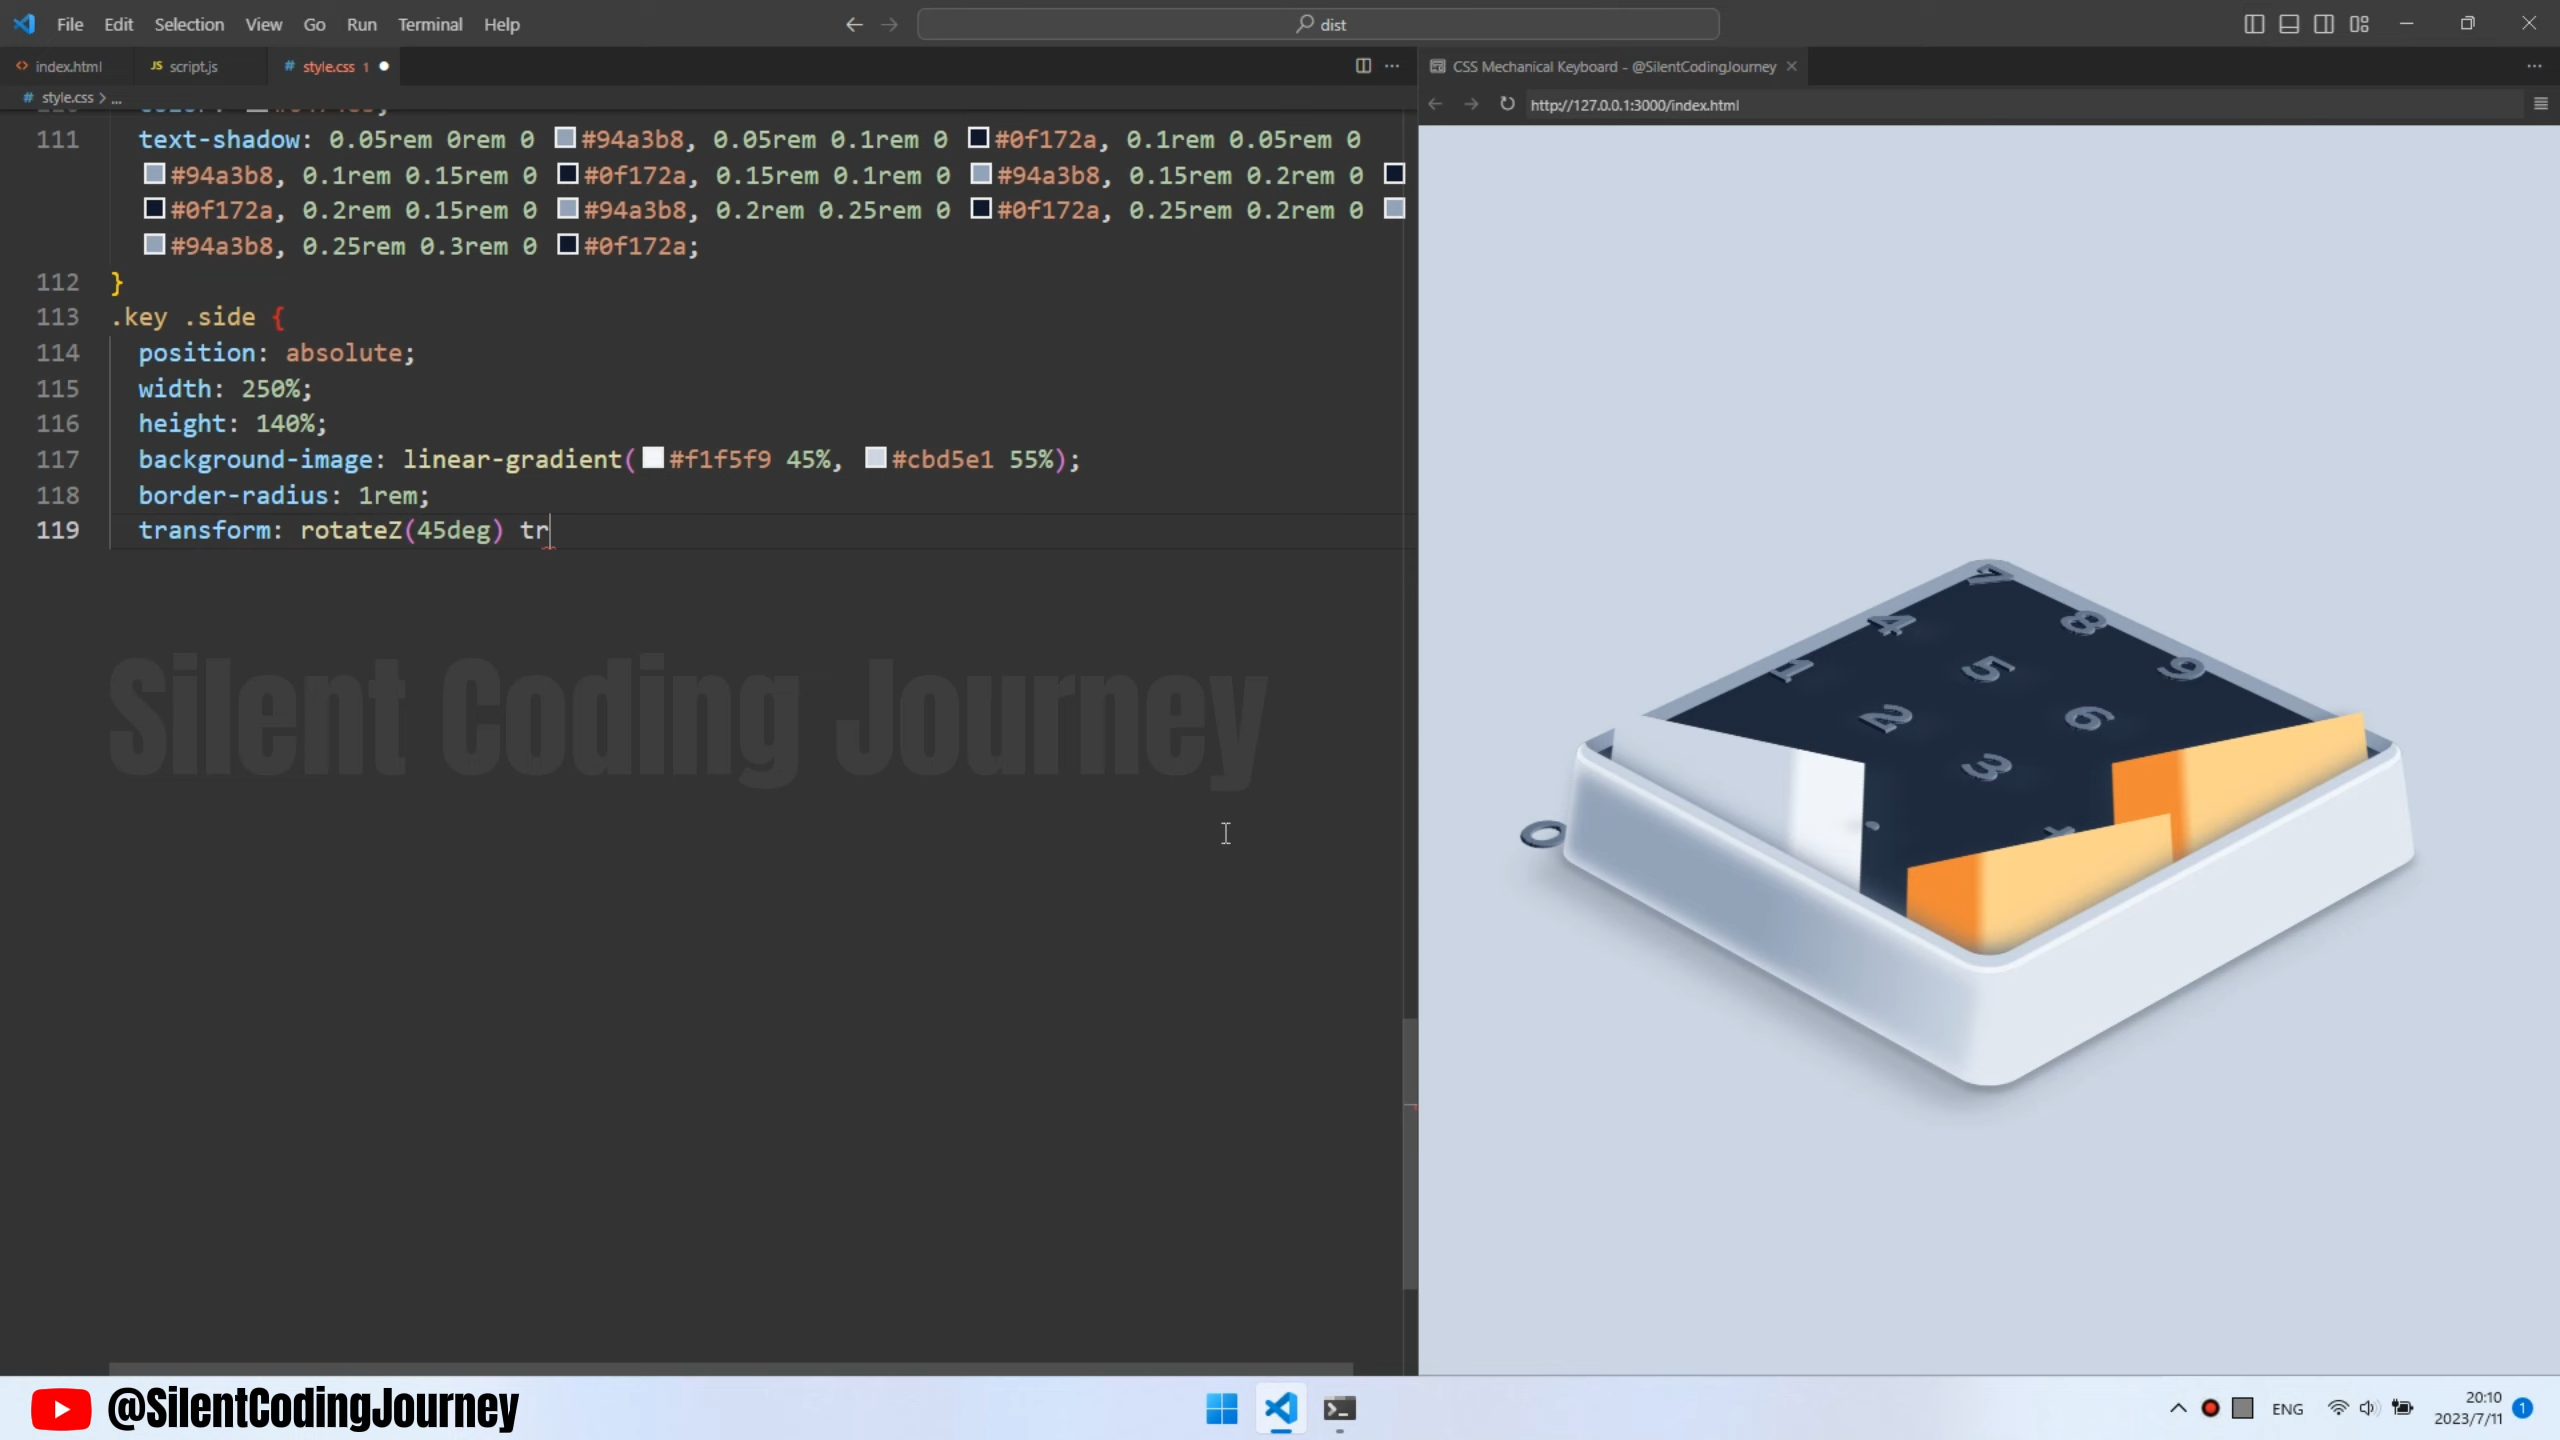 File Edit Selection View Go Run Terminal Help
dist
index.html
JS script.js
# style.css 1
CSS Mechanical Keyboard - @SilentCodingJourney
# style.css > ...
http://127.0.0.1:3000/index.html
111 text-shadow: 0.05rem 0rem 0 #94a3b8, 0.05rem 0.1rem 0 #0f172a, 0.1rem 0.05rem 0
#94a3b8, 0.1rem 0.15rem 0 #0f172a, 0.15rem 0.1rem 0 #94a3b8, 0.15rem 0.2rem 0
#0f172a, 0.2rem 0.15rem 0 #94a3b8, 0.2rem 0.25rem 0 #0f172a, 0.25rem 0.2rem 0
#94a3b8, 0.25rem 0.3rem 0 #0f172a;
112 }
113 .key .side {
114 position: absolute;
115 width: 250%;
116 height: 140%;
117 background-image: linear-gradient(#f1f5f9 45%, #cbd5e1 55%);
118 border-radius: 1rem;
119 transform: rotateZ(45deg) tr
Silent Coding Journey
7
4 8
1 5 9
2 6
3
0 . +
@SilentCodingJourney
ENG
20:10
2023/7/11
1